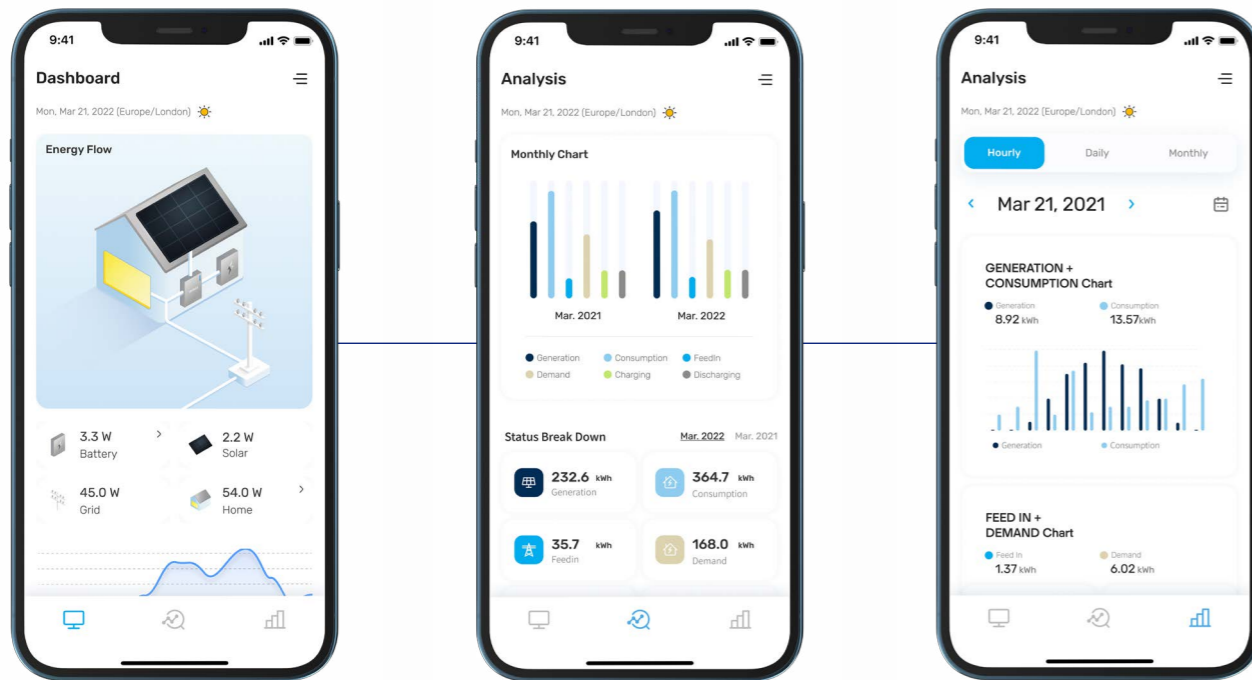 9:41
Dashboard
Mon, Mar 21, 2022 (Europe/London)
Energy Flow
3.3 W
Battery
2.2 W
Solar
45.0 W
Grid
54.0 W
Home
9:41
Analysis
Mon, Mar 21, 2022 (Europe/London)
Monthly Chart
Mar. 2021 Mar. 2022
Generation Consumption FeedIn
Demand Charging Discharging
Status Break Down Mar. 2022 Mar. 2021
232.6 kWh
Generation
364.7 kWh
Consumption
35.7 kWh
Feedin
168.0 kWh
Demand
9:41
Analysis
Mon, Mar 21, 2022 (Europe/London)
Hourly Daily Monthly
Mar 21, 2021
GENERATION +
CONSUMPTION Chart
Generation
8.92 kWh
Consumption
13.57kWh
Generation Consumption
FEED IN +
DEMAND Chart
Feed In
1.37 kWh
Demand
6.02 kWh